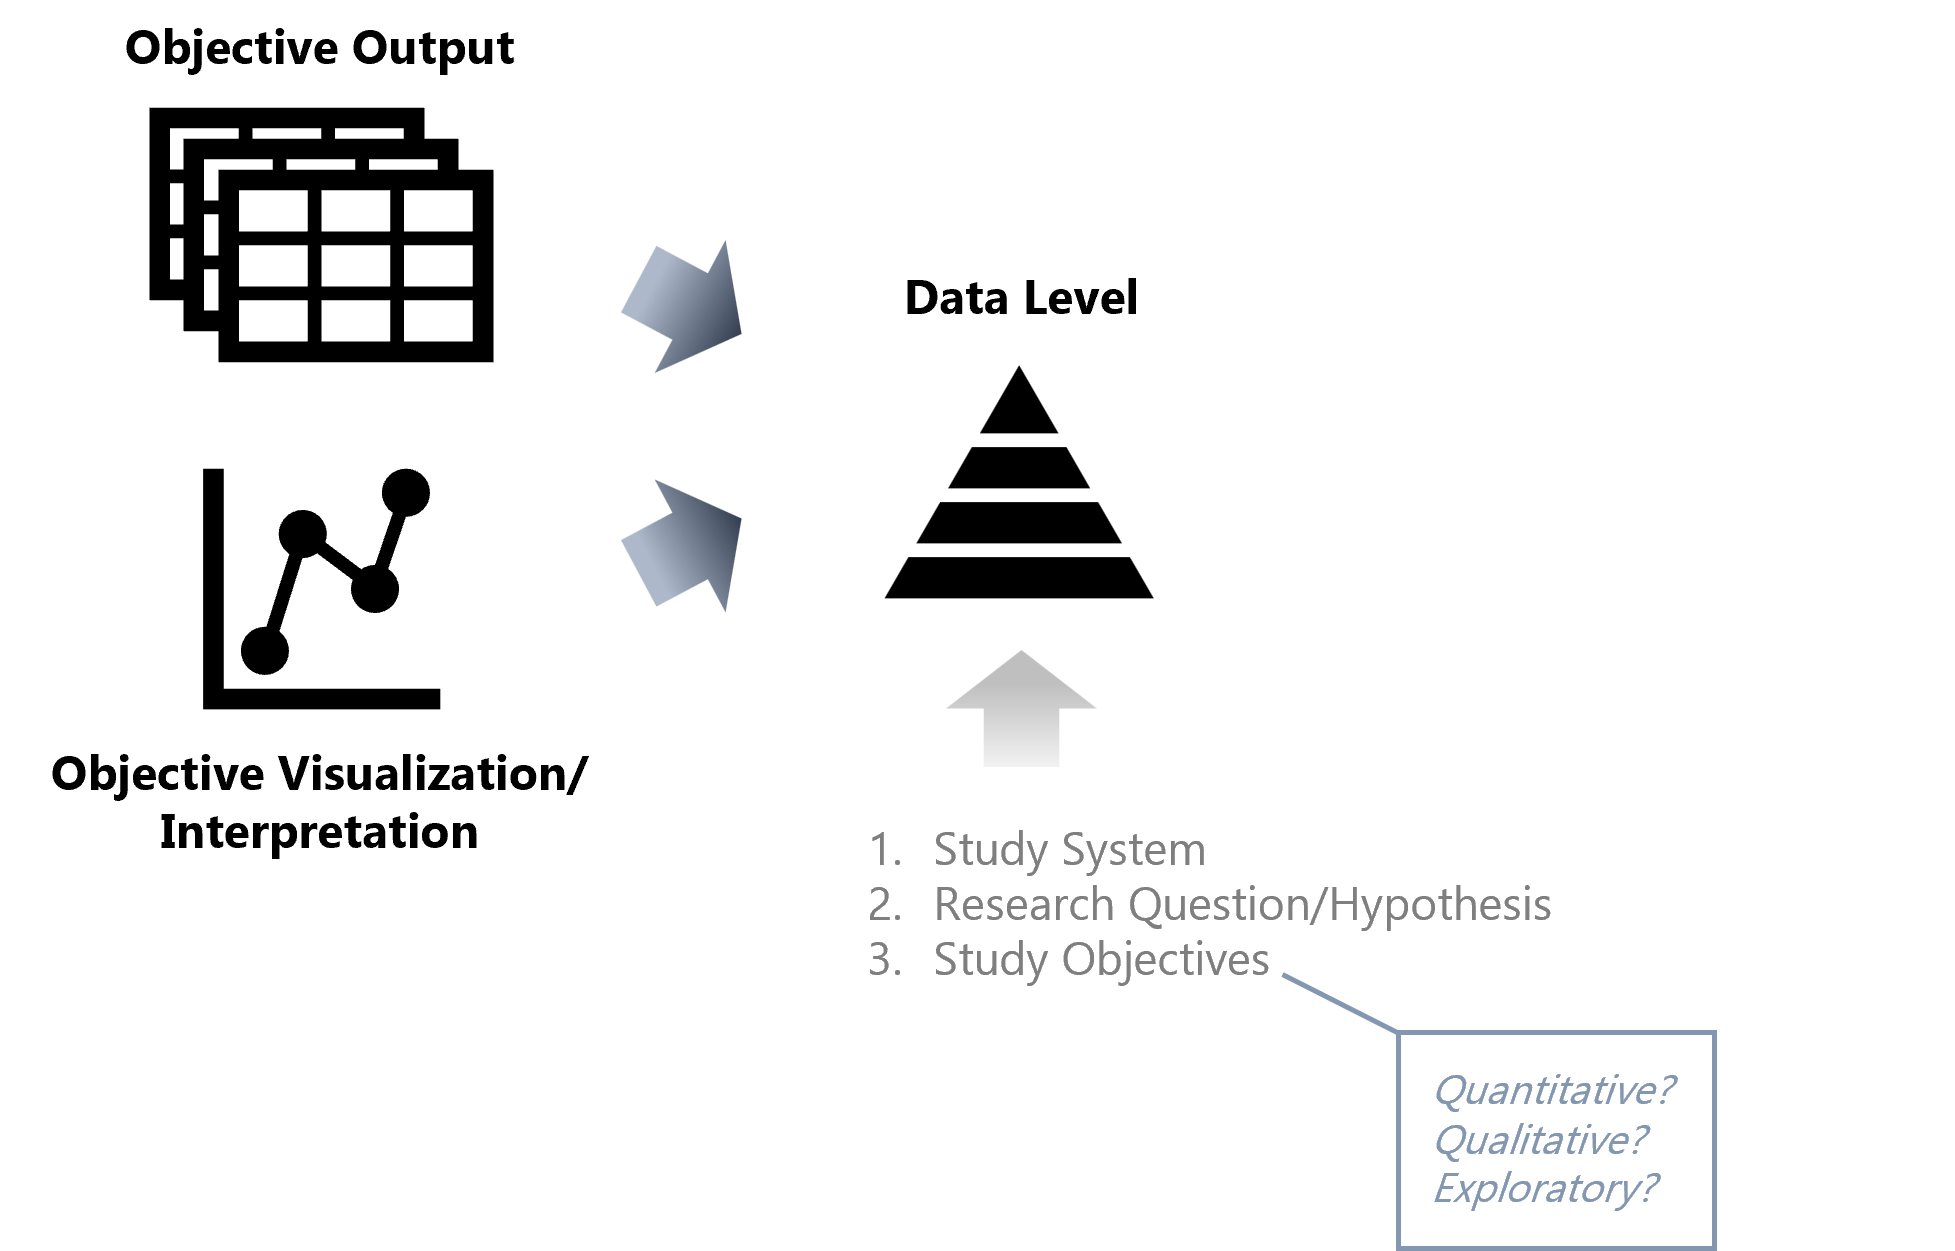 Objective Output
Data Level
Objective Visualization/
Interpretation
1. Study System
2. Research Question/Hypothesis
3. Study Objectives
Quantitative?
Qualitative?
Exploratory?